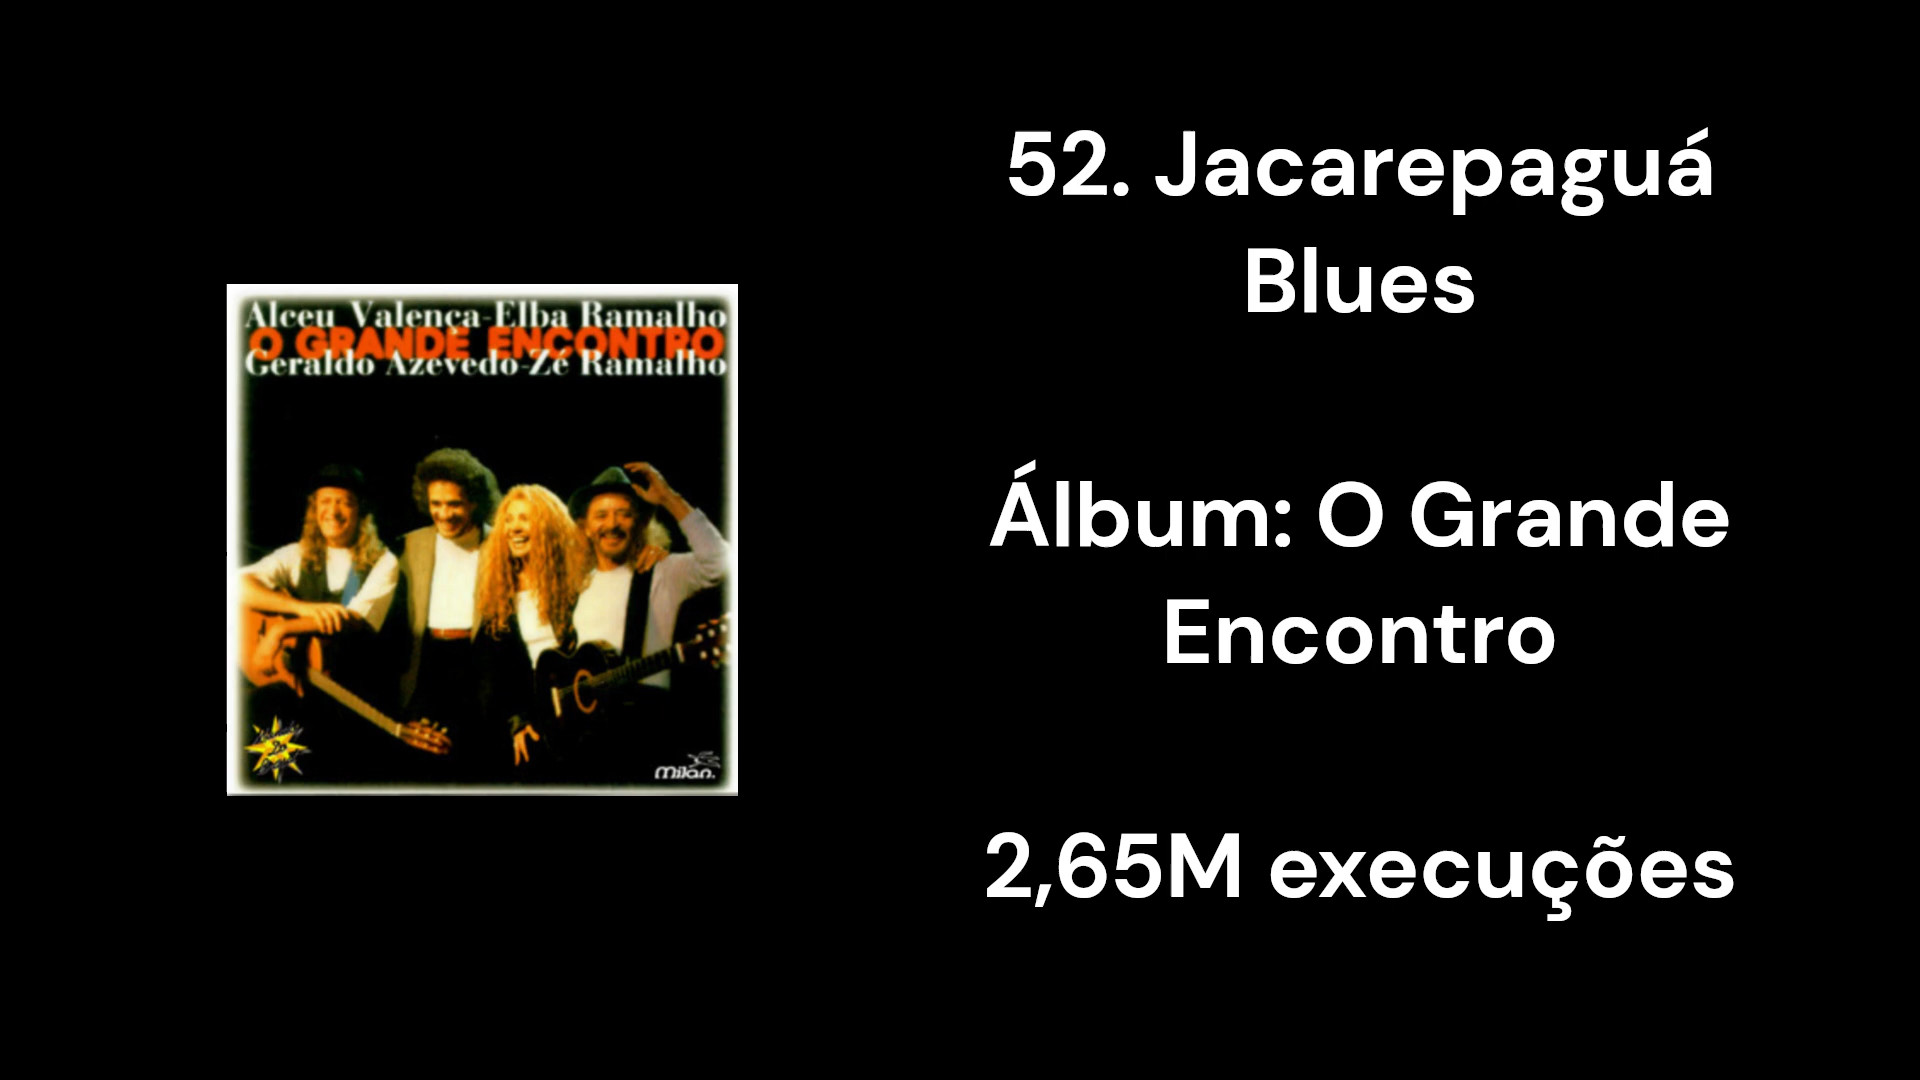 Alceu Valença-Elba Ramalho
O GRANDE ENCONTRO
Geraldo Azevedo-Zé Ramalho
milan.
52. Jacarepaguá
Blues
Álbum: O Grande
Encontro
2,65M execuções